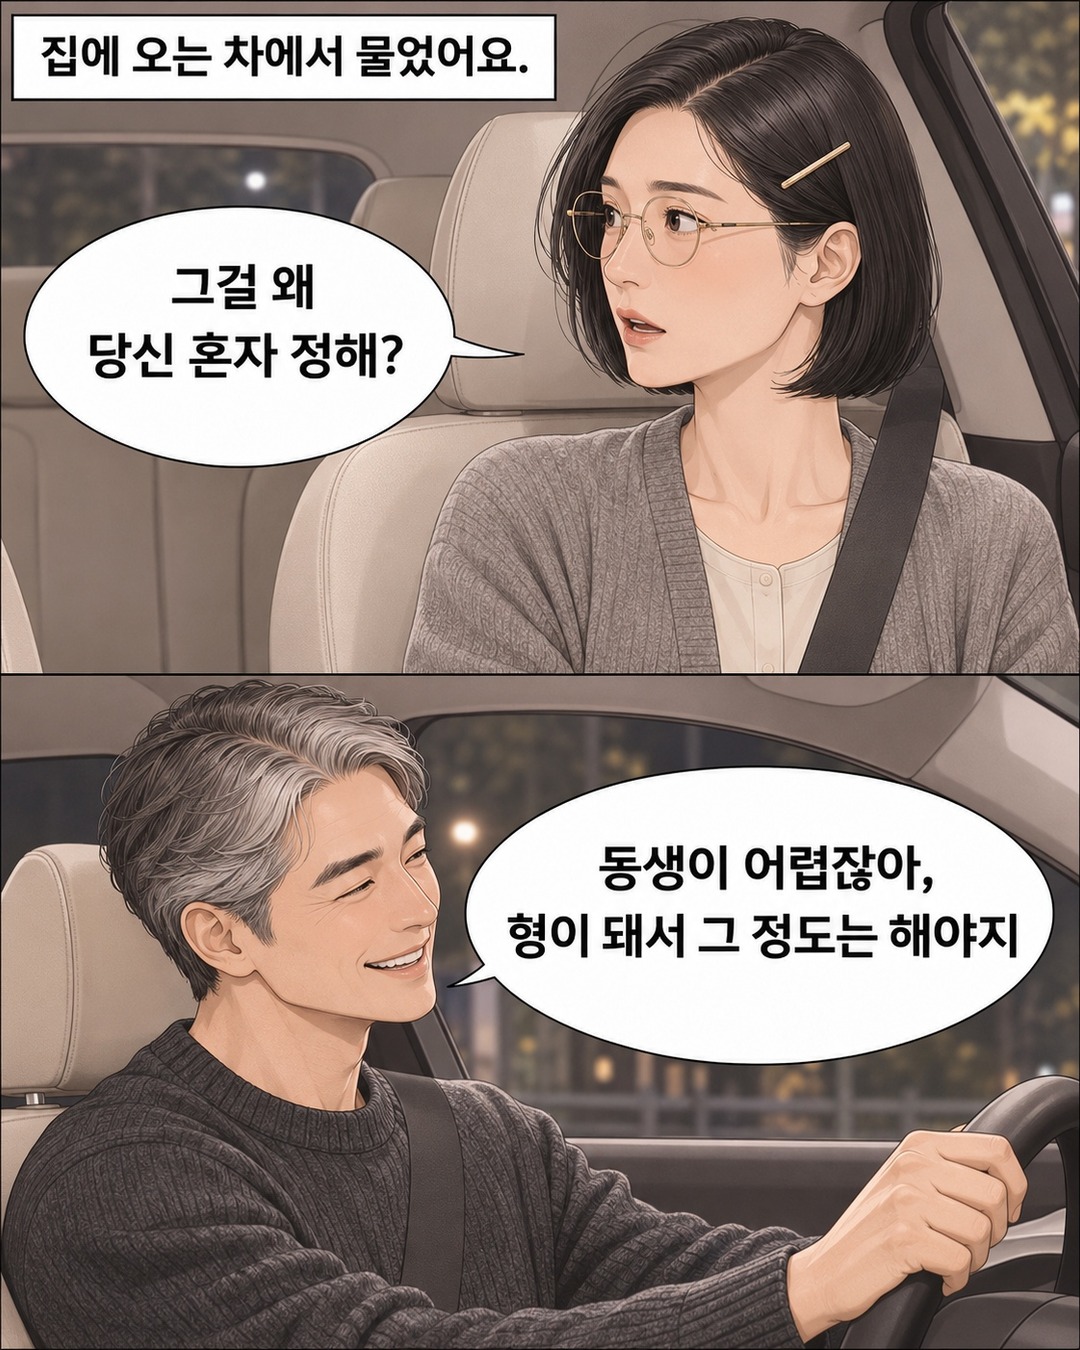 집에 오는 차에서 물었어요.
그걸 왜
당신 혼자 정해?
동생이 어렵잖아,
형이 돼서 그 정도는 해야지